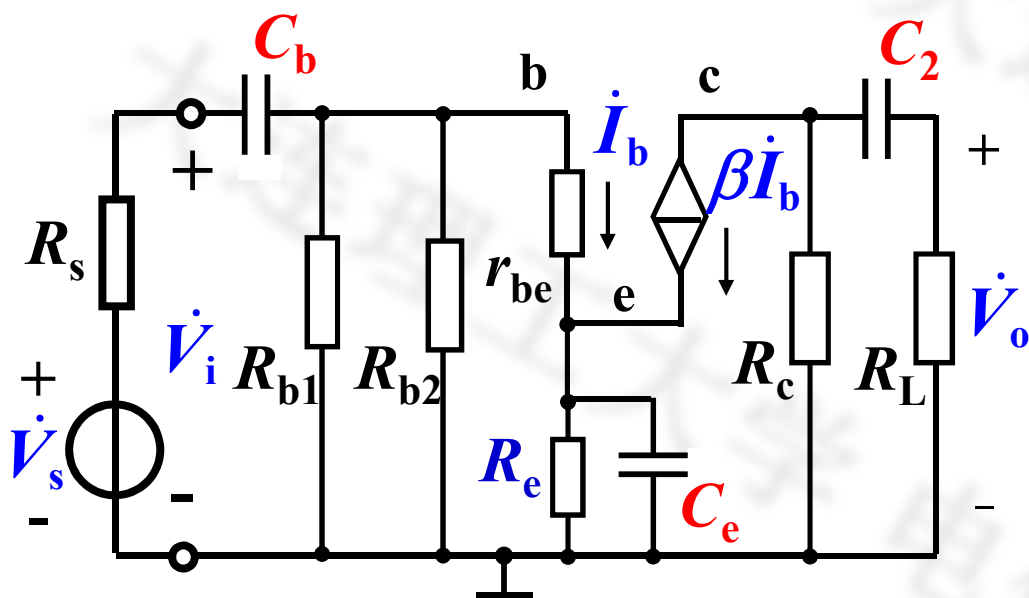 C_b
C_2
b
c
İ_b
βİ_b
+
+
R_s
r_be
e
V̇_i
V̇_o
R_b1
R_b2
R_c
R_L
+
V̇_s
R_e
C_e
-
-
-